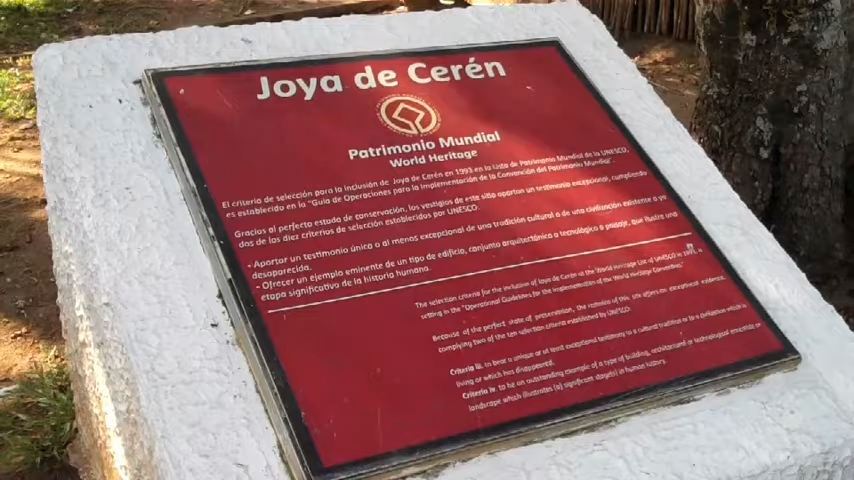 Joya de Cerén
Patrimonio Mundial
World Heritage
El criterio de selección para la inclusión de Joya de Cerén en 1993 en la Lista de Patrimonio Mundial de la UNESCO,
es establecido en la "Guía de Operaciones para la Implementación de la Convención del Patrimonio Mundial".
Gracias al perfecto estado de conservación, los vestigios de este sitio aportan un testimonio excepcional, cumpliendo
dos de los diez criterios de selección establecidos por UNESCO.
- Aportar un testimonio único o al menos excepcional de una tradición cultural o de una civilización existente o ya
desaparecida.
- Ofrecer un ejemplo eminente de un tipo de edificio, conjunto arquitectónico o tecnológico o paisaje, que ilustre una
etapa significativa de la historia humana.
The selection criteria for the inclusion of Joya de Cerén in the World Heritage List of UNESCO in 1993, is
setting in the "Operational Guidelines for the implementation of the World Heritage Convention."
Because of the perfect state of preservation, the remains of this site offers an exceptional evidence,
complying two of the ten selection criteria established by UNESCO.
Criteria iii. to bear a unique or at least exceptional testimony to a cultural tradition or to a civilization which is
living or which has disappeared.
Criteria iv. to be an outstanding example of a type of building, architectural or technological ensemble or
landscape which illustrates (a) significant stage(s) in human history.